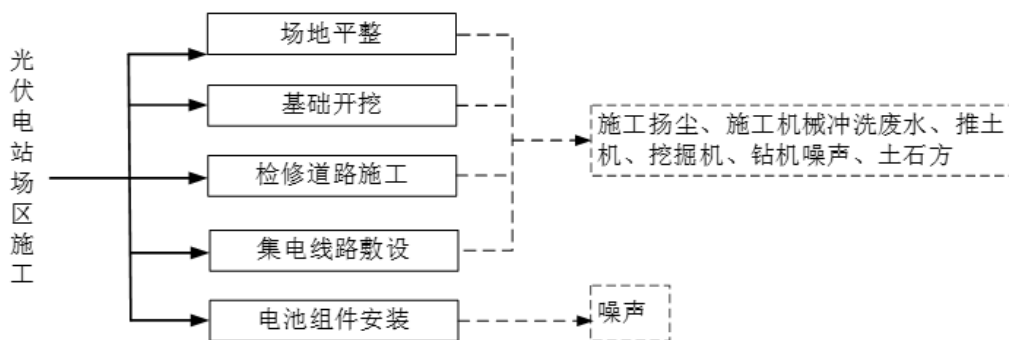 光伏电站场区施工
场地平整
基础开挖
检修道路施工
集电线路敷设
电池组件安装
施工扬尘、施工机械冲洗废水、推土
机、挖掘机、钻机噪声、土石方
噪声